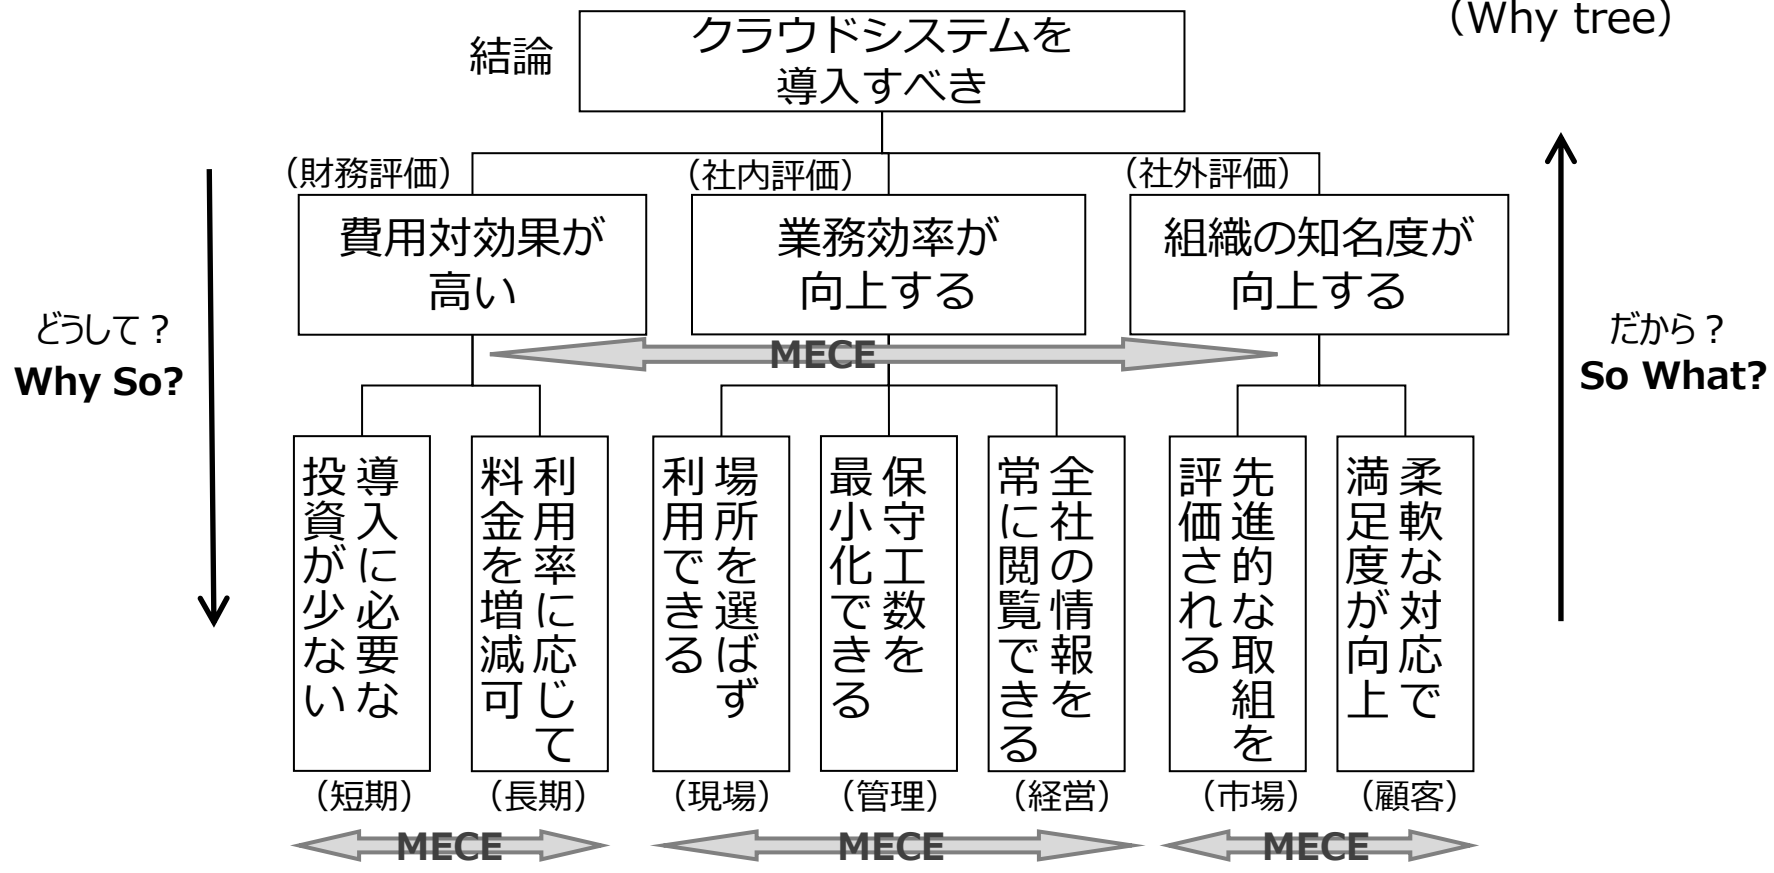 （Why tree）
結論
クラウドシステムを
導入すべき
（財務評価）
（社内評価）
（社外評価）
費用対効果が
高い
業務効率が
向上する
組織の知名度が
向上する
どうして？
Why So?
だから？
So What?
MECE
導入に必要な
投資が少ない
利用率に応じて
料金を増減可
場所を選ばず
利用できる
保守工数を
最小化できる
全社の情報を
常に閲覧できる
先進的な取組を
評価される
柔軟な対応で
満足度が向上
（短期）
（長期）
（現場）
（管理）
（経営）
（市場）
（顧客）
MECE
MECE
MECE